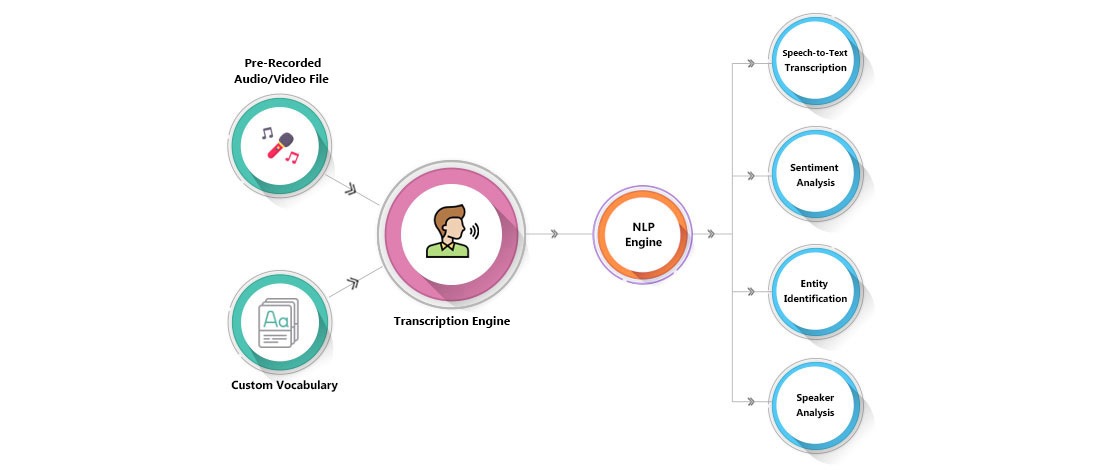 Pre-Recorded
Audio/Video File
Aa
Custom Vocabulary
Transcription Engine
NLP
Engine
Speech-to-Text
Transcription
Sentiment
Analysis
Entity
Identification
Speaker
Analysis